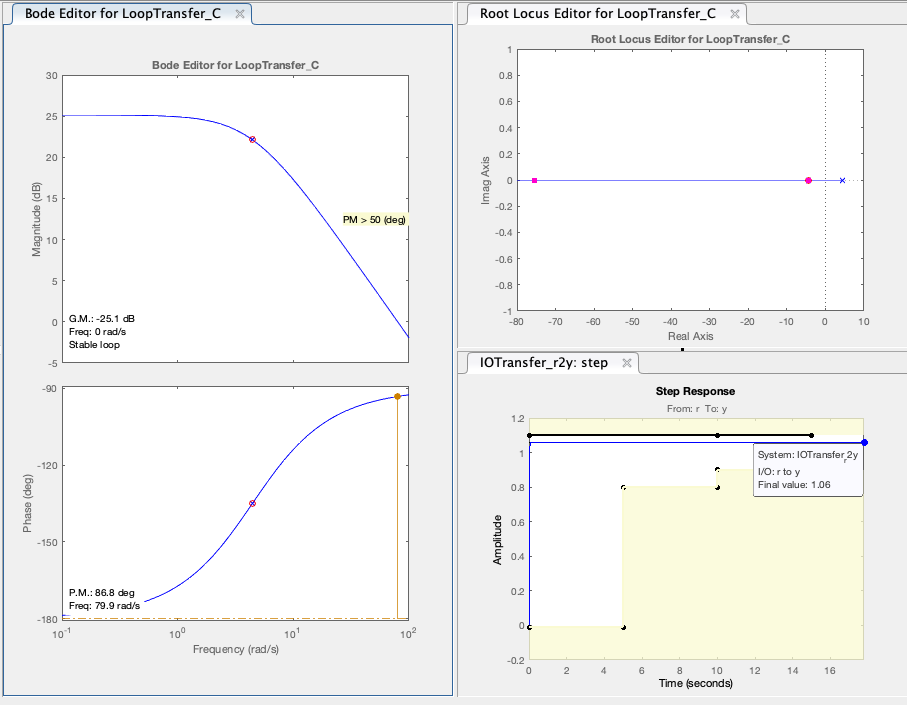 Bode Editor for LoopTransfer_C
Bode Editor for LoopTransfer_C
30
25
20
15
10
5
0
-5
Magnitude (dB)
PM > 50 (deg)
G.M.: -25.1 dB
Freq: 0 rad/s
Stable loop
-90
-120
-150
-180
Phase (deg)
P.M.: 86.8 deg
Freq: 79.9 rad/s
10^-1
10^0
10^1
10^2
Frequency (rad/s)
Root Locus Editor for LoopTransfer_C
Root Locus Editor for LoopTransfer_C
1
0.8
0.6
0.4
0.2
0
-0.2
-0.4
-0.6
-0.8
-1
Imag Axis
-80 -70 -60 -50 -40 -30 -20 -10 0 10
Real Axis
IOTransfer_r2y: step
Step Response
From: r To: y
1.2
1
0.8
0.6
0.4
0.2
0
-0.2
Amplitude
System: IOTransfer_r2y
I/O: r to y
Final value: 1.06
0 2 4 6 8 10 12 14 16
Time (seconds)